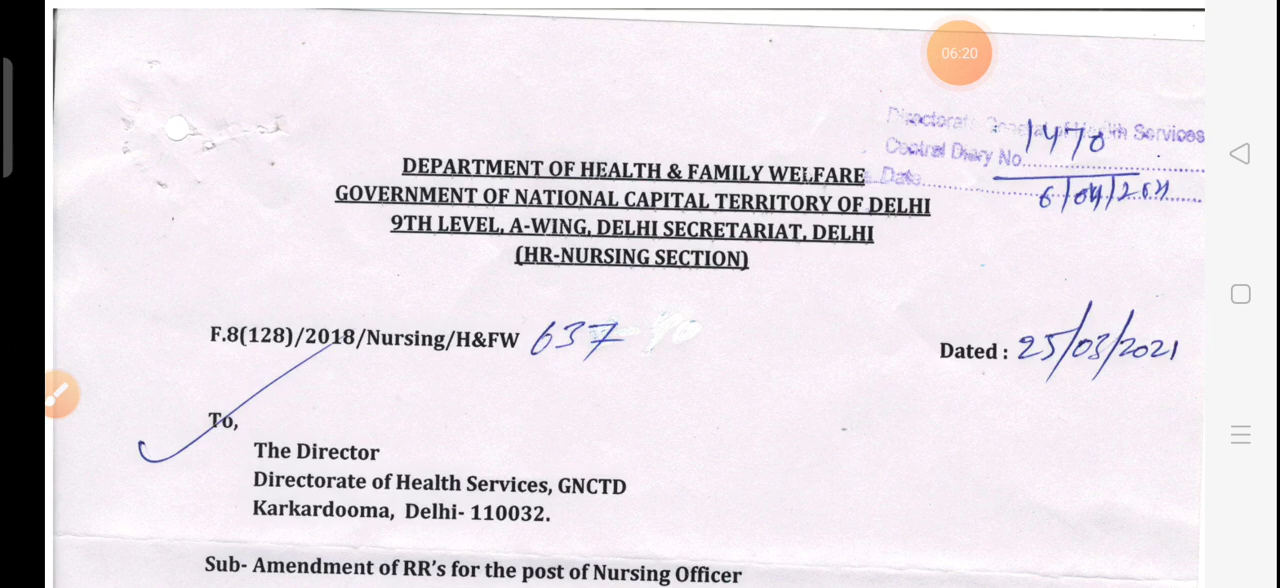 06:20
Directorate General of Health Services
Central Diary No. 1470
Date 6/04/2021
DEPARTMENT OF HEALTH & FAMILY WELFARE
GOVERNMENT OF NATIONAL CAPITAL TERRITORY OF DELHI
9TH LEVEL, A-WING, DELHI SECRETARIAT, DELHI
(HR-NURSING SECTION)
F.8(128)/2018/Nursing/H&FW 637
Dated : 25/03/2021
To,
The Director
Directorate of Health Services, GNCTD
Karkardooma, Delhi- 110032.
Sub- Amendment of RR's for the post of Nursing Officer